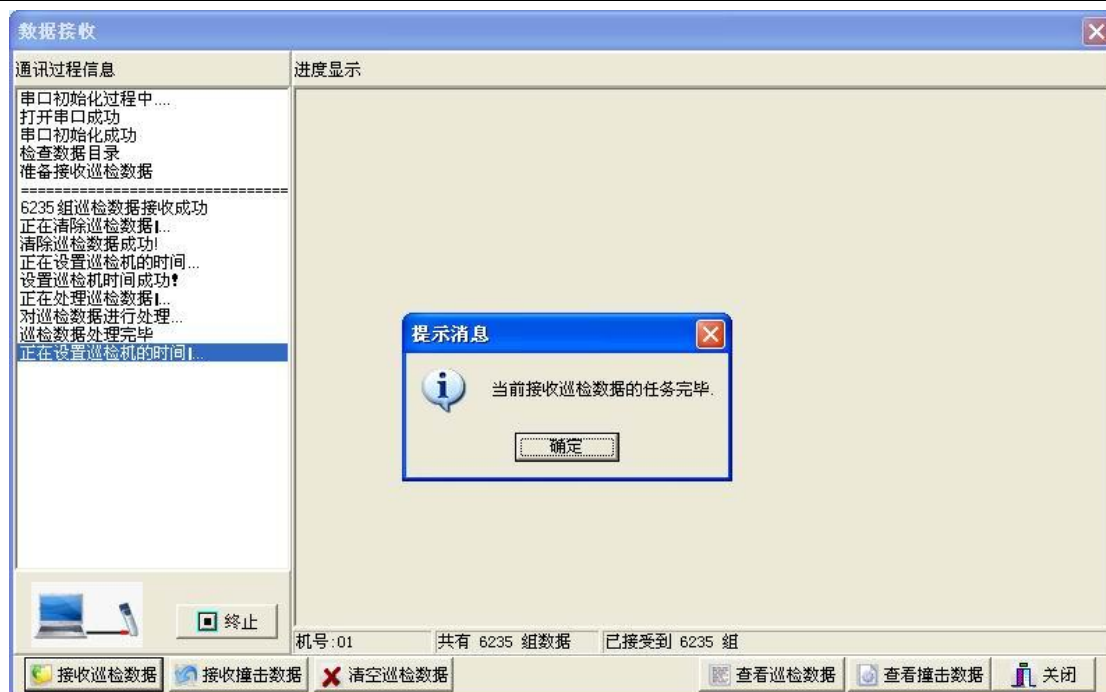 数据接收
通讯过程信息
进度显示
串口初始化过程中....
打开串口成功
串口初始化成功
检查数据目录
准备接收巡检数据
================================
6235组巡检数据接收成功
正在清除巡检数据...
清除巡检数据成功!
正在设置巡检机的时间...
设置巡检机时间成功!
正在处理巡检数据...
对巡检数据进行处理...
巡检数据处理完毕
正在设置巡检机的时间...
提示消息
当前接收巡检数据的任务完毕.
确定
终止
机号:01
共有 6235 组数据
已接受到 6235 组
接收巡检数据
接收撞击数据
清空巡检数据
查看巡检数据
查看撞击数据
关闭